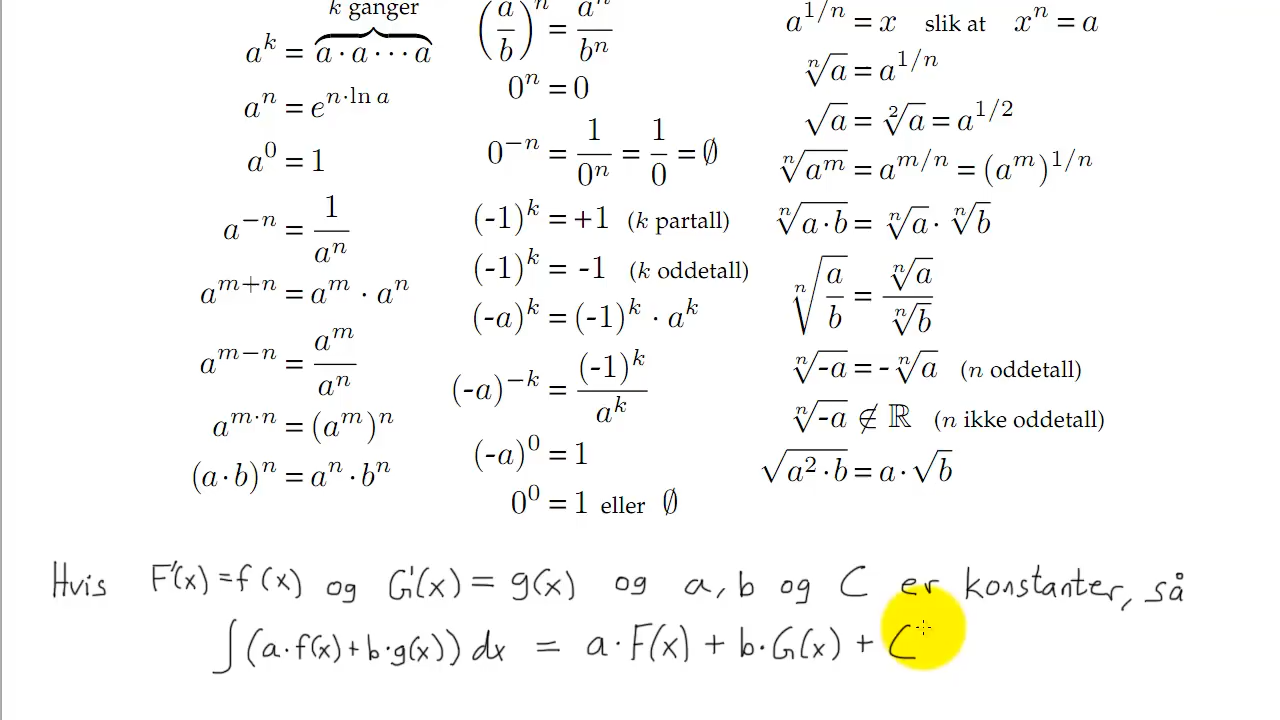 k ganger
a^k = a · a ··· a
a^n = e^{n·ln a}
a^0 = 1
a^{−n} = 1/a^n
a^{m+n} = a^m · a^n
a^{m−n} = a^m/a^n
a^{m·n} = (a^m)^n
(a·b)^n = a^n · b^n
(a/b)^n = a^n/b^n
0^n = 0
0^{−n} = 1/0^n = 1/0 = ∅
(-1)^k = +1 (k partall)
(-1)^k = -1 (k oddetall)
(-a)^k = (-1)^k · a^k
(-a)^{−k} = (-1)^k/a^k
(-a)^0 = 1
0^0 = 1 eller ∅
a^{1/n} = x slik at x^n = a
ⁿ√a = a^{1/n}
√a = ²√a = a^{1/2}
ⁿ√(a^m) = a^{m/n} = (a^m)^{1/n}
ⁿ√(a·b) = ⁿ√a · ⁿ√b
ⁿ√(a/b) = ⁿ√a/ⁿ√b
ⁿ√-a = -ⁿ√a (n oddetall)
ⁿ√-a ∉ ℝ (n ikke oddetall)
√(a²·b) = a·√b
Hvis F'(x) = f(x) og G'(x) = g(x) og a, b og C er konstanter, så
∫(a·f(x)+b·g(x)) dx = a·F(x) + b·G(x) + C